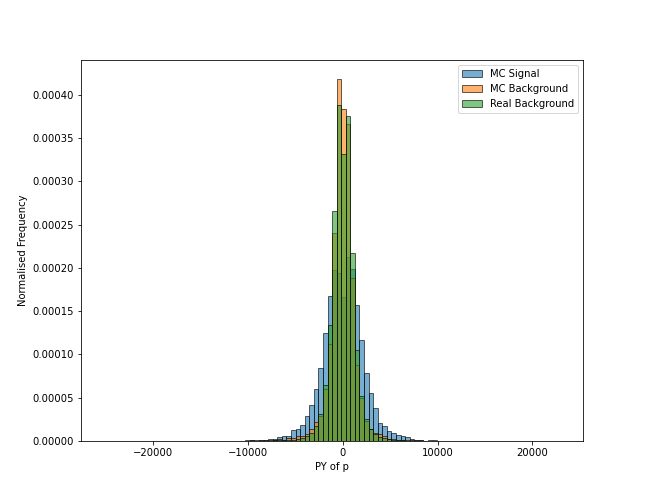 MC Signal
MC Background
Real Background
0.00040
0.00035
0.00030
0.00025
0.00020
0.00015
0.00010
0.00005
0.00000
Normalised Frequency
−20000 −10000 0 10000 20000
PY of p